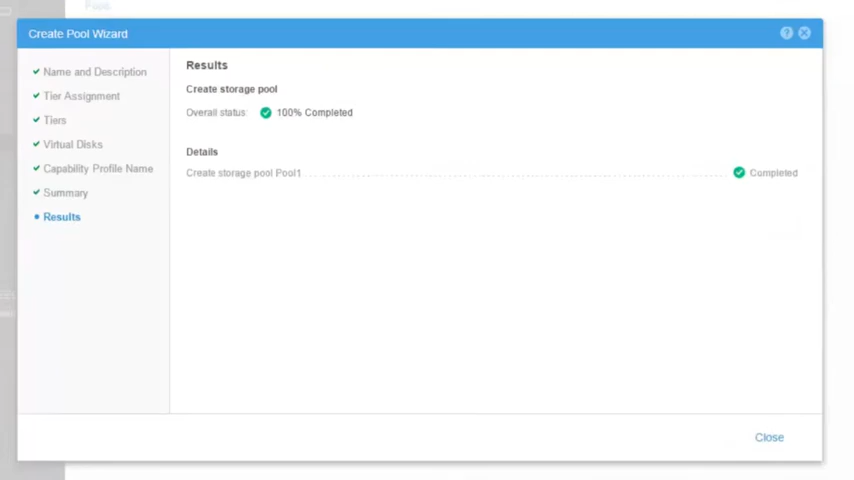 Create Pool Wizard
Name and Description
Tier Assignment
Tiers
Virtual Disks
Capability Profile Name
Summary
Results
Results
Create storage pool
Overall status: 100% Completed
Details
Create storage pool Pool1 Completed
Close